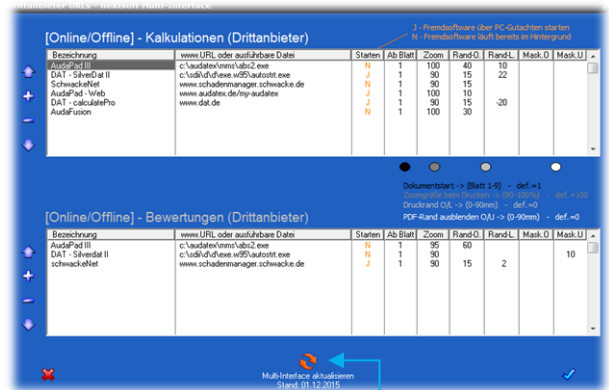 Drittanbieter URLs - Nexisoft Multi-Interface
J - Fremdsoftware über PC-Gutachten starten
N - Fremdsoftware läuft bereits im Hintergrund
[Online/Offline] - Kalkulationen (Drittanbieter)
Bezeichnung www.URL oder ausführbare Datei Starten Ab Blatt Zoom Rand-O. Rand-L. Mask.O Mask.U
AudaPad III c:\audatex\mms\abs2.exe N 1 100 40 10
DAT - SilverDat II c:\sdii\d\d\exe.w95\autostrt.exe J 1 90 15 22
SchwackeNet www.schadenmanager.schwacke.de N 1 90 15
AudaPad - Web www.audatex.de/my-audatex J 1 100 10
DAT - calculatePro www.dat.de J 1 90 15 -20
AudaFusion N 1 100 30
Dokumentstart -> (Blatt 1-9) - def.=1
Zoomgröße beim Drucken -> (80-100%) - def.=100
Druckrand O/L -> (0-90mm) - def.=0
PDF-Rand ausblenden O/U -> (0-90mm) - def.=0
[Online/Offline] - Bewertungen (Drittanbieter)
Bezeichnung www.URL oder ausführbare Datei Starten Ab Blatt Zoom Rand-O. Rand-L. Mask.O Mask.U
AudaPad III c:\audatex\mms\abs2.exe N 1 95 60
DAT - Silverdat II c:\sdii\d\exe.w95\autostrt.exe N 1 90 10
schwackeNet www.schadenmanager.schwacke.de J 1 90 15 2
Multi-Interface aktualisieren
Stand: 01.12.2015